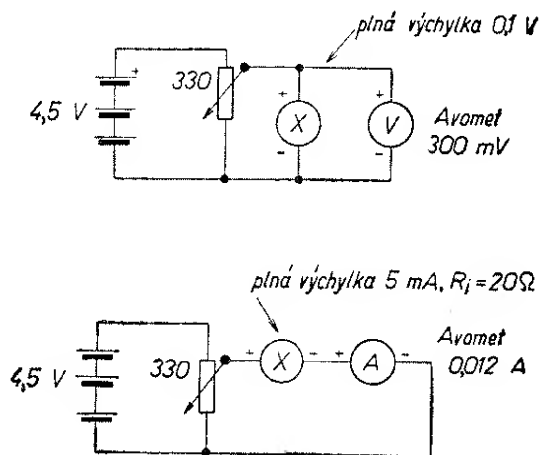 plná výchylka 0,1 V
+
330
4,5 V
+
X
-
+
V
-
Avomet
300 mV
plná výchylka 5 mA, Ri=20Ω
4,5 V
330
+ X - + A -
Avomet
0,012 A